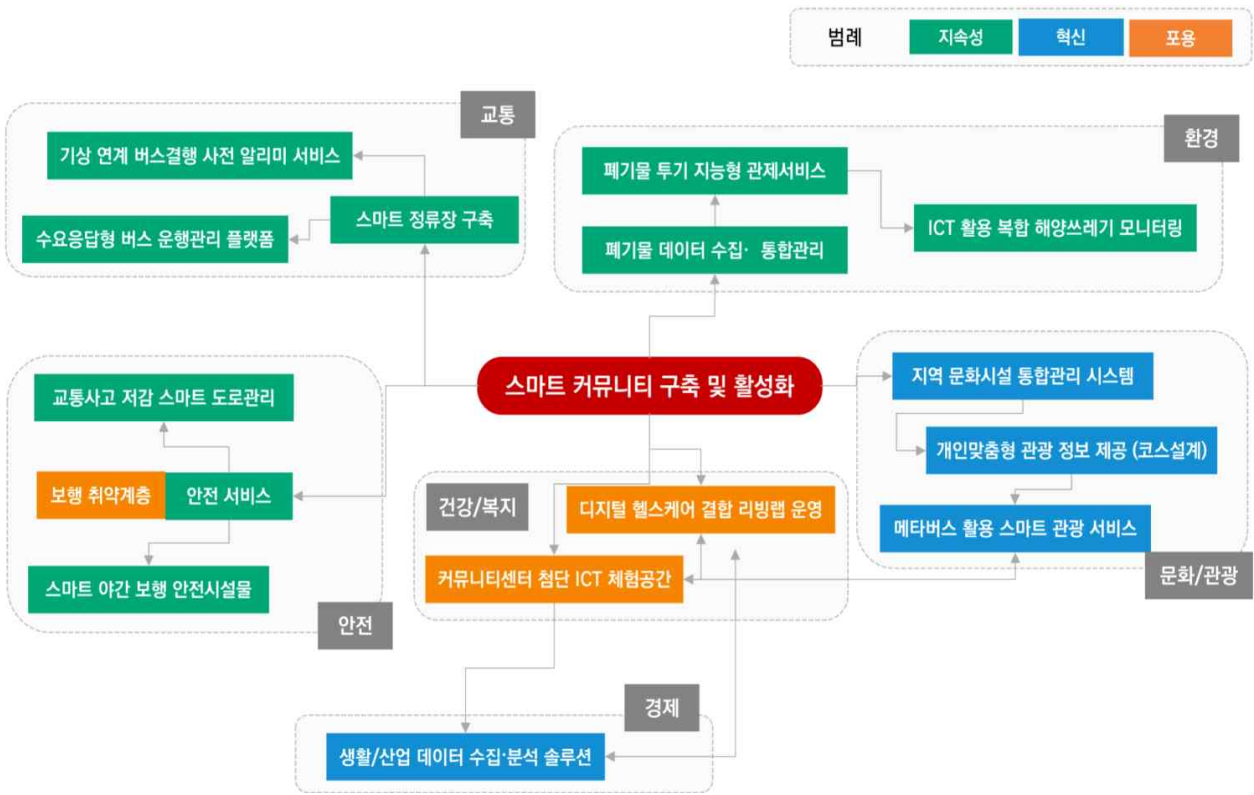 범례 지속성 혁신 포용
교통
기상 연계 버스결행 사전 알리미 서비스
스마트 정류장 구축
수요응답형 버스 운행관리 플랫폼
환경
폐기물 투기 지능형 관제서비스
ICT 활용 복합 해양쓰레기 모니터링
폐기물 데이터 수집· 통합관리
스마트 커뮤니티 구축 및 활성화
지역 문화시설 통합관리 시스템
개인맞춤형 관광 정보 제공 (코스설계)
메타버스 활용 스마트 관광 서비스
문화/관광
교통사고 저감 스마트 도로관리
보행 취약계층 안전 서비스
스마트 야간 보행 안전시설물
안전
건강/복지
디지털 헬스케어 결합 리빙랩 운영
커뮤니티센터 첨단 ICT 체험공간
경제
생활/산업 데이터 수집·분석 솔루션